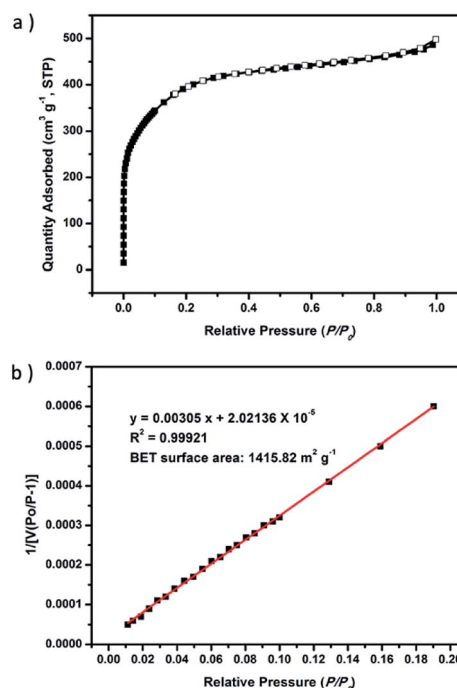 a )
500
400
300
200
100
0
Quantity Adsorbed (cm³ g⁻¹, STP)
0.0 0.2 0.4 0.6 0.8 1.0
Relative Pressure (P/P₀)
b )
0.0007
0.0006
0.0005
0.0004
0.0003
0.0002
0.0001
0.0000
1/[V(Po/P-1)]
y = 0.00305 x + 2.02136 X 10⁻⁵
R² = 0.99921
BET surface area: 1415.82 m² g⁻¹
0.00 0.02 0.04 0.06 0.08 0.10 0.12 0.14 0.16 0.18 0.20
Relative Pressure (P/P₀)